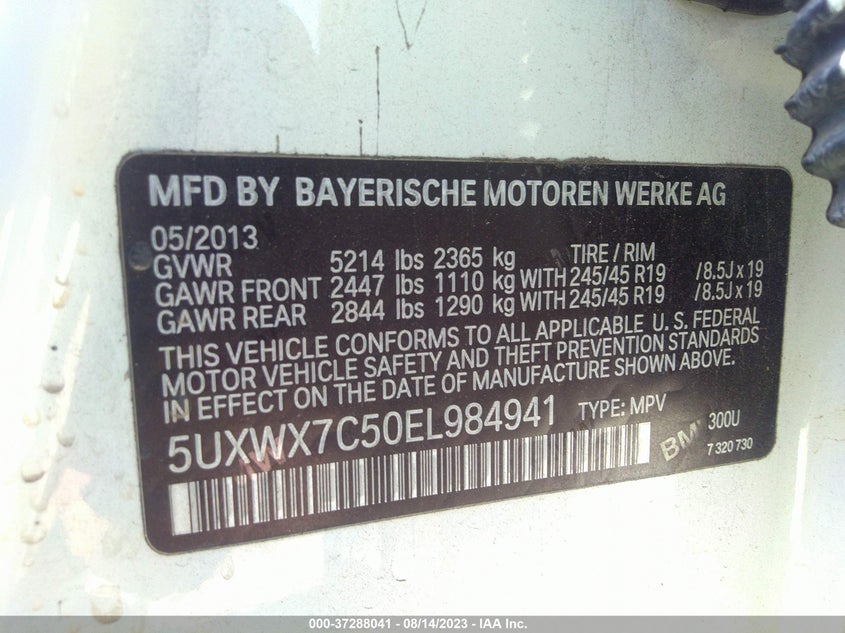 MFD BY BAYERISCHE MOTOREN WERKE AG
05/2013
GVWR 5214 lbs 2365 kg TIRE / RIM
GAWR FRONT 2447 lbs 1110 kg WITH 245/45 R19 /8.5J x 19
GAWR REAR 2844 lbs 1290 kg WITH 245/45 R19 /8.5J x 19
THIS VEHICLE CONFORMS TO ALL APPLICABLE U.S. FEDERAL
MOTOR VEHICLE SAFETY AND THEFT PREVENTION STANDARDS
IN EFFECT ON THE DATE OF MANUFACTURE SHOWN ABOVE.
5UXWX7C50EL984941 TYPE: MPV
BMW 300U
7 320 730
000-37288041 - 08/14/2023 - IAA Inc.